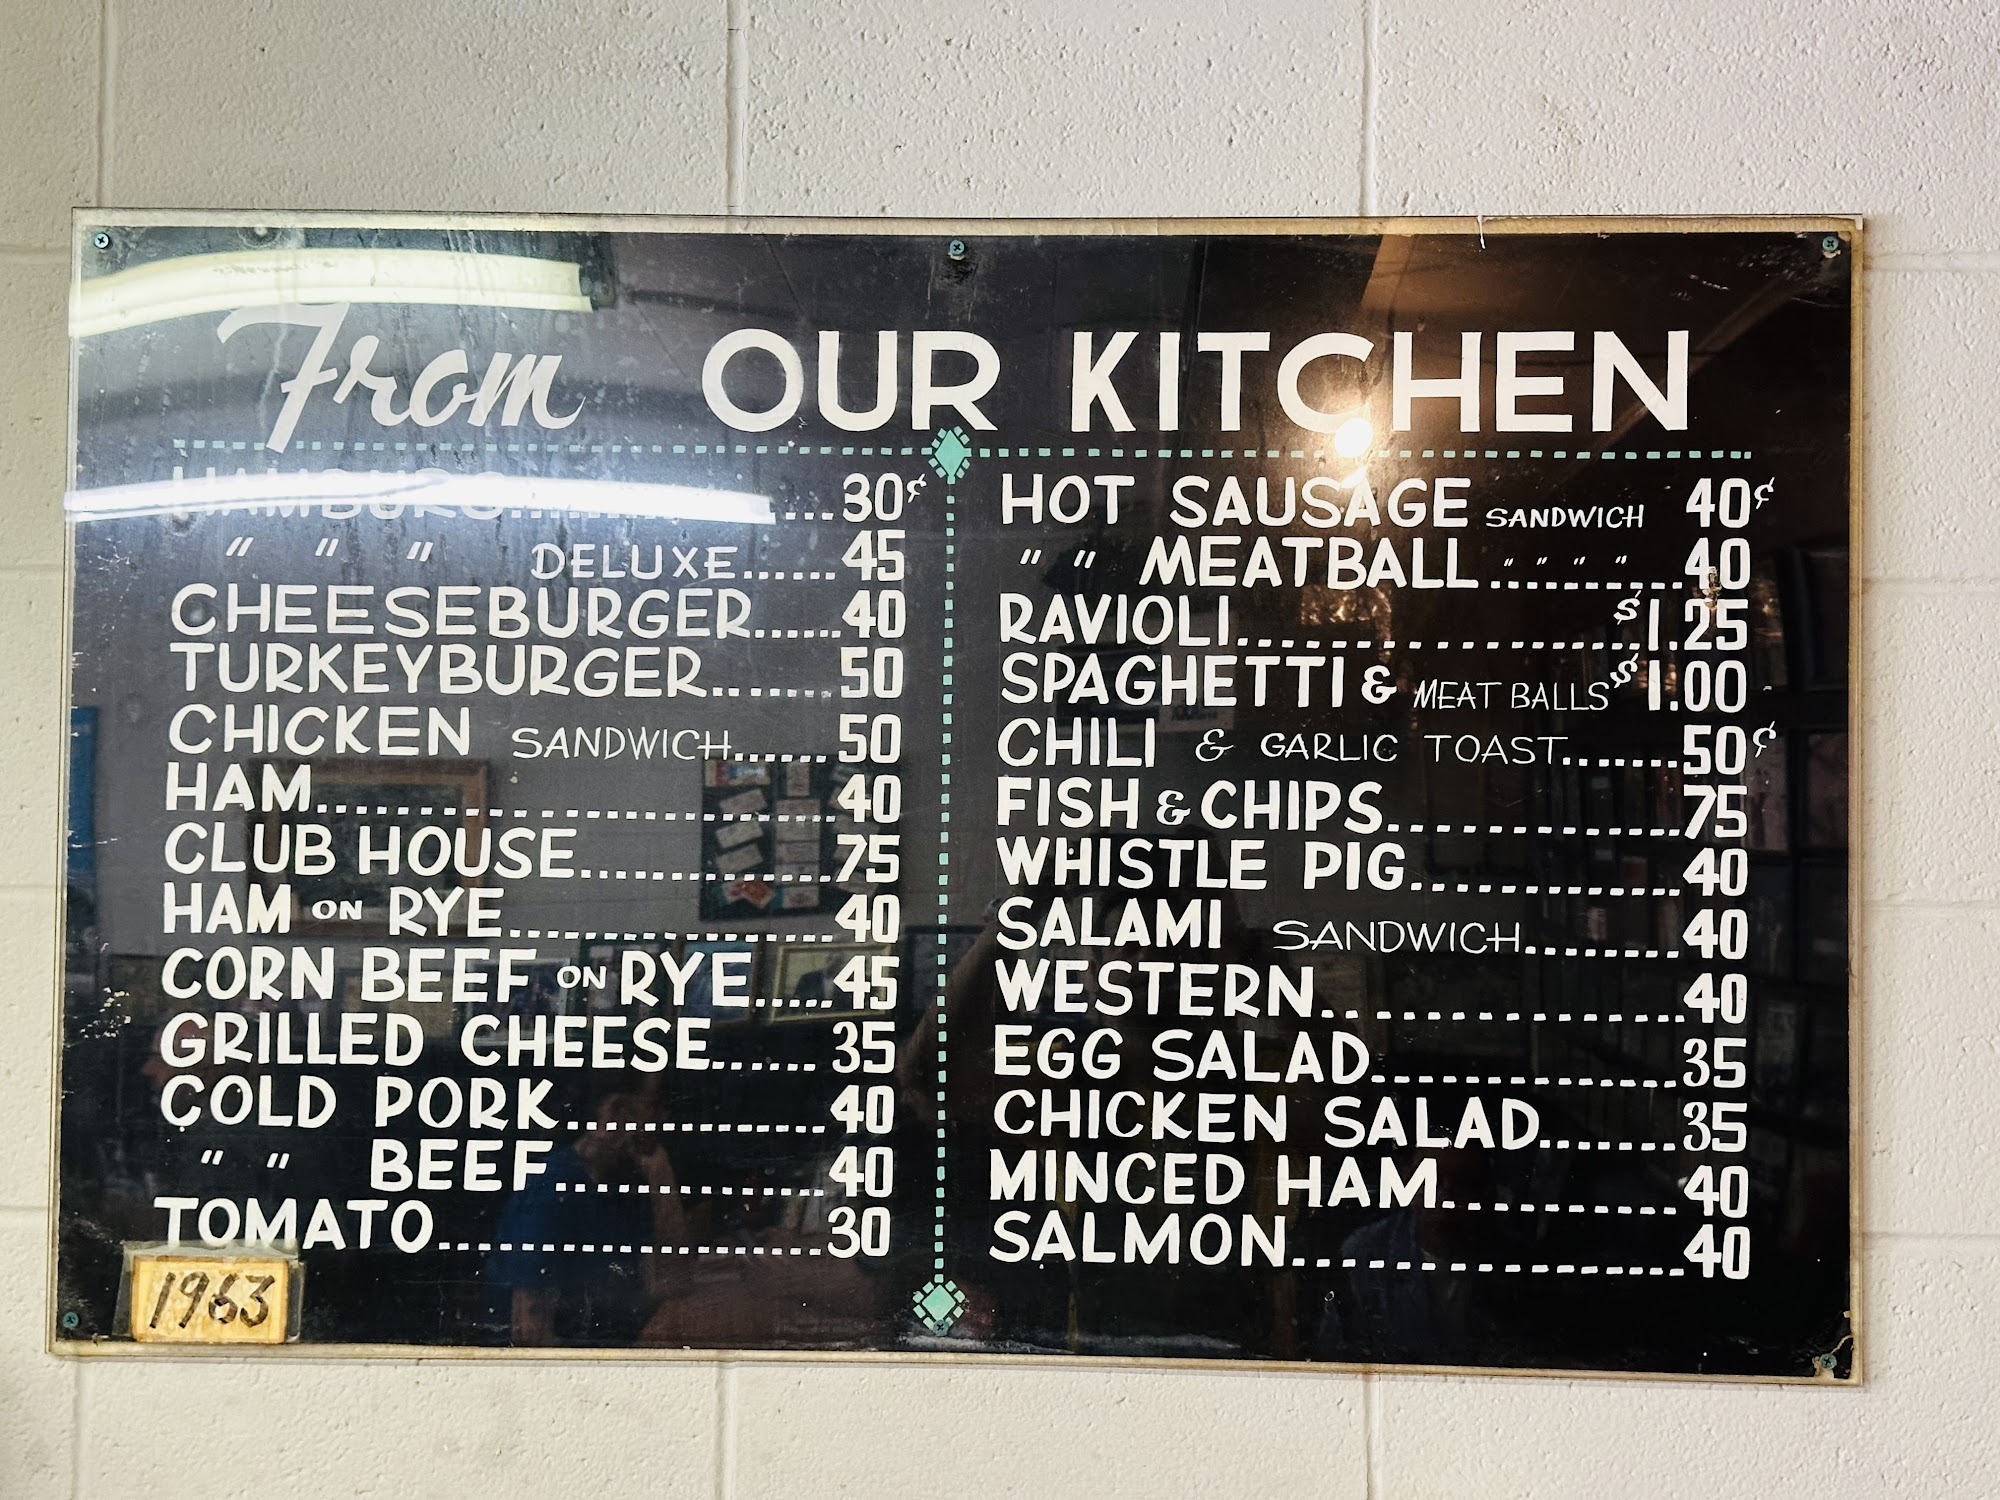 From OUR KITCHEN
HAMBURG............30¢
" " " DELUXE......45
CHEESEBURGER......40
TURKEYBURGER.......50
CHICKEN SANDWICH......50
HAM.........................40
CLUB HOUSE.............75
HAM ON RYE................40
CORN BEEF ON RYE.....45
GRILLED CHEESE......35
COLD PORK.............40
" " BEEF.............40
TOMATO...................30
1963
HOT SAUSAGE SANDWICH 40¢
" " MEATBALL " " " " 40
RAVIOLI....................$1.25
SPAGHETTI & MEAT BALLS $1.00
CHILI & GARLIC TOAST.......50¢
FISH & CHIPS...............75
WHISTLE PIG.............40
SALAMI SANDWICH........40
WESTERN.................40
EGG SALAD..............35
CHICKEN SALAD.......35
MINCED HAM..........40
SALMON.................40